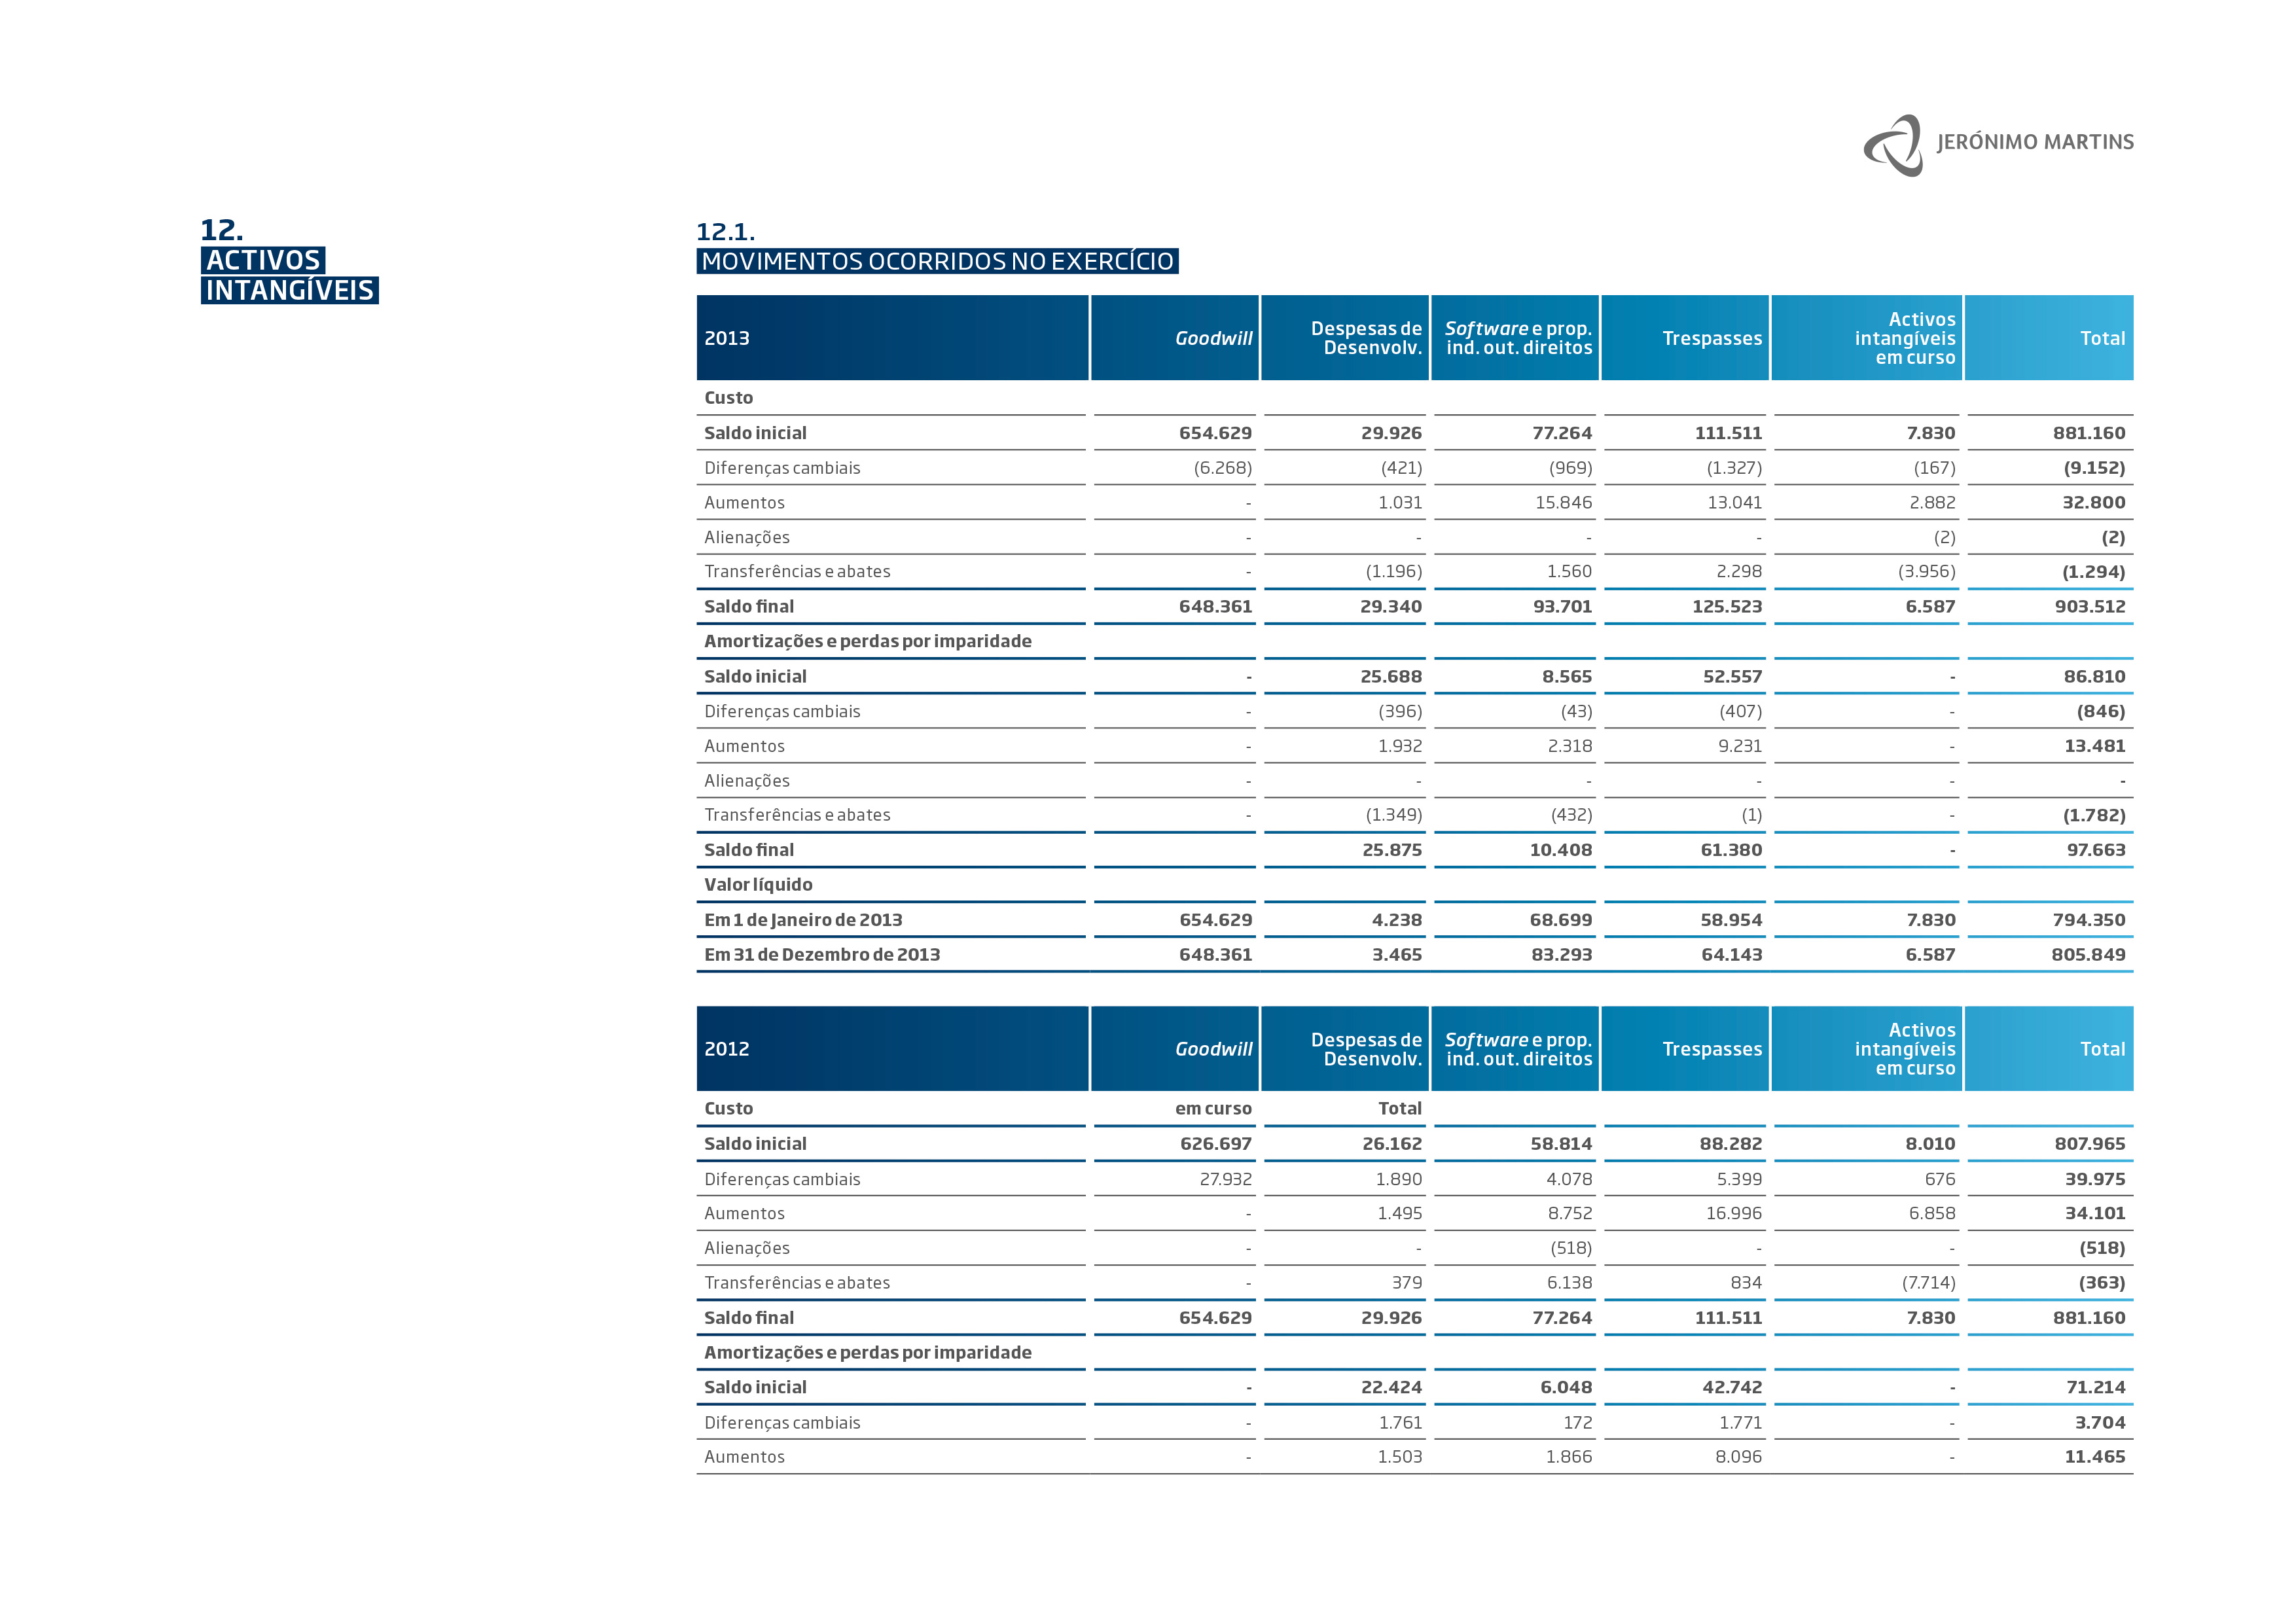 JERÓNIMO MARTINS
12.
ACTIVOS
INTANGÍVEIS
12.1.
MOVIMENTOS OCORRIDOS NO EXERCÍCIO
2013 Goodwill Despesas de Desenvolv. Software e prop. ind. out. direitos Trespasses Activos intangíveis em curso Total
Custo
Saldo inicial 654.629 29.926 77.264 111.511 7.830 881.160
Diferenças cambiais (6.268) (421) (969) (1.327) (167) (9.152)
Aumentos - 1.031 15.846 13.041 2.882 32.800
Alienações - - - - (2) (2)
Transferências e abates - (1.196) 1.560 2.298 (3.956) (1.294)
Saldo final 648.361 29.340 93.701 125.523 6.587 903.512
Amortizações e perdas por imparidade
Saldo inicial - 25.688 8.565 52.557 - 86.810
Diferenças cambiais - (396) (43) (407) - (846)
Aumentos - 1.932 2.318 9.231 - 13.481
Alienações - - - - - -
Transferências e abates - (1.349) (432) (1) - (1.782)
Saldo final 25.875 10.408 61.380 - 97.663
Valor líquido
Em 1 de Janeiro de 2013 654.629 4.238 68.699 58.954 7.830 794.350
Em 31 de Dezembro de 2013 648.361 3.465 83.293 64.143 6.587 805.849
2012 Goodwill Despesas de Desenvolv. Software e prop. ind. out. direitos Trespasses Activos intangíveis em curso Total
Custo em curso Total
Saldo inicial 626.697 26.162 58.814 88.282 8.010 807.965
Diferenças cambiais 27.932 1.890 4.078 5.399 676 39.975
Aumentos - 1.495 8.752 16.996 6.858 34.101
Alienações - - (518) - - (518)
Transferências e abates - 379 6.138 834 (7.714) (363)
Saldo final 654.629 29.926 77.264 111.511 7.830 881.160
Amortizações e perdas por imparidade
Saldo inicial - 22.424 6.048 42.742 - 71.214
Diferenças cambiais - 1.761 172 1.771 - 3.704
Aumentos - 1.503 1.866 8.096 - 11.465